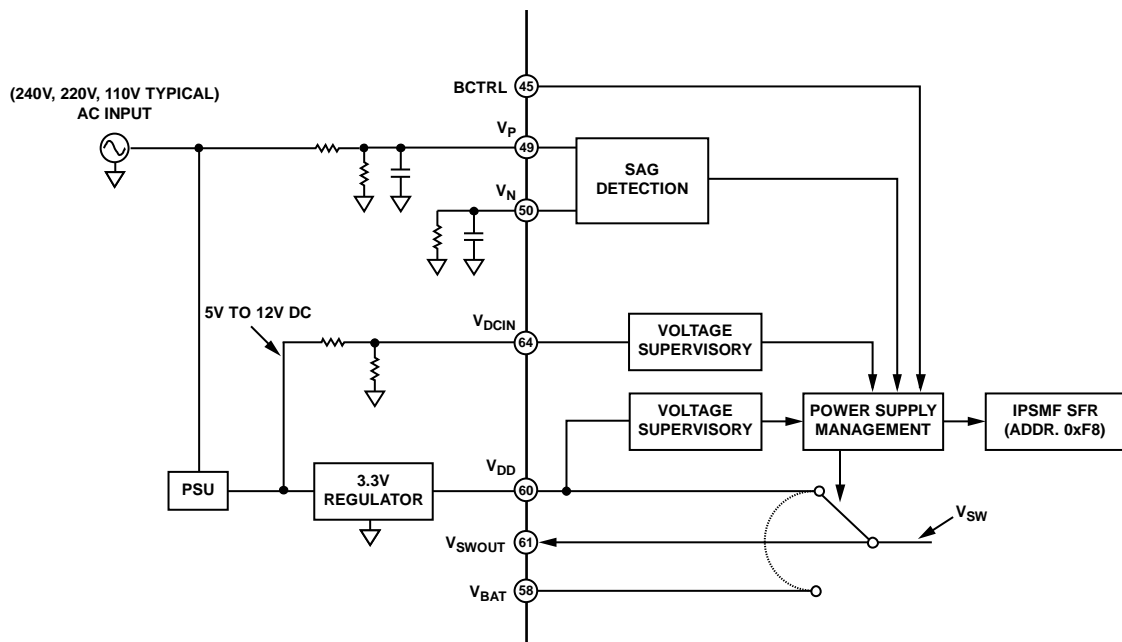 BCTRL
45
(240V, 220V, 110V TYPICAL)
AC INPUT
VP
49
SAG
DETECTION
VN
50
5V TO 12V DC
VDCIN
64
VOLTAGE
SUPERVISORY
VOLTAGE
SUPERVISORY
POWER SUPPLY
MANAGEMENT
IPSMF SFR
(ADDR. 0xF8)
PSU
3.3V
REGULATOR
VDD
60
VSW
VSWOUT
61
VBAT
58